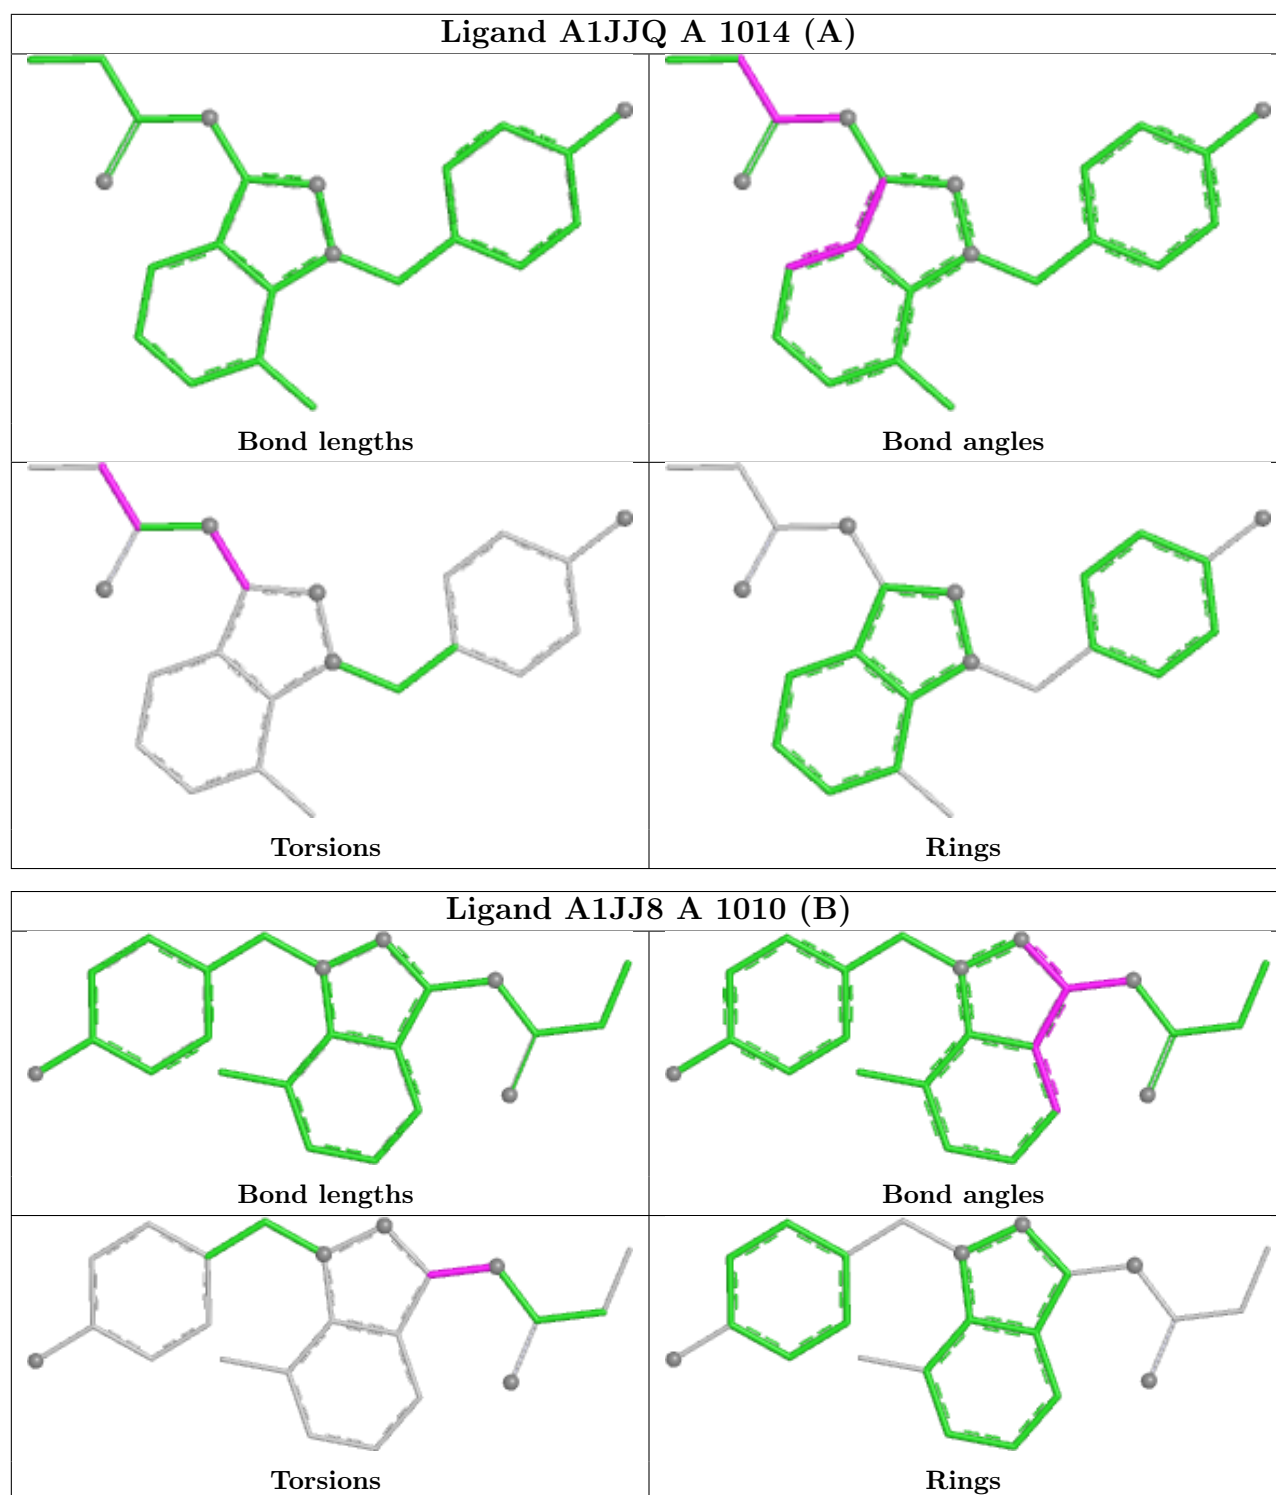 Ligand A1JJQ A 1014 (A)
Bond lengths
Bond angles
Torsions
Rings
Ligand A1JJ8 A 1010 (B)
Bond lengths
Bond angles
Torsions
Rings